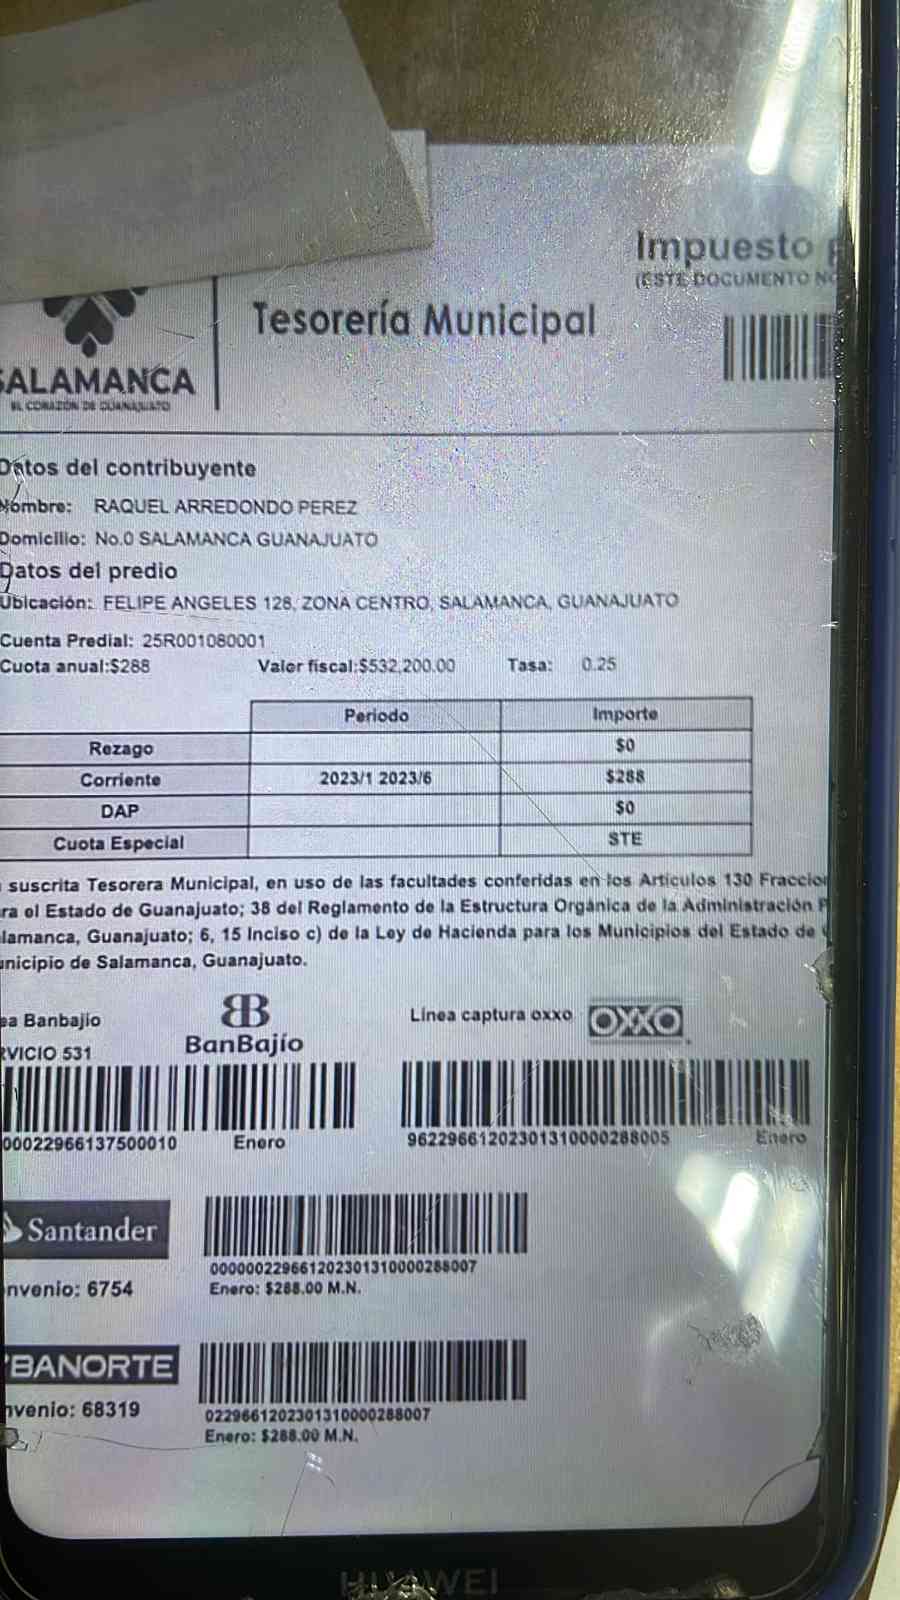 Impuesto
(ESTE DOCUMENTO NO
Tesorería Municipal
SALAMANCA
EL CORAZÓN DE GUANAJUATO
Datos del contribuyente
Nombre: RAQUEL ARREDONDO PEREZ
Domicilio: No.0 SALAMANCA GUANAJUATO
Datos del predio
Ubicación: FELIPE ANGELES 128, ZONA CENTRO, SALAMANCA, GUANAJUATO
Cuenta Predial: 25R001080001
Cuota anual:$288 Valor fiscal:$532,200.00 Tasa: 0.25
Periodo Importe
Rezago $0
Corriente 2023/1 2023/6 $288
DAP $0
Cuota Especial STE
suscrita Tesorera Municipal, en uso de las facultades conferidas en los Artículos 130 Fraccion
ra el Estado de Guanajuato; 38 del Reglamento de la Estructura Orgánica de la Administración P
lamanca, Guanajuato; 6, 15 Inciso c) de la Ley de Hacienda para los Municipios del Estado de
unicipio de Salamanca, Guanajuato.
ea Banbajio BanBajío Línea captura oxxo OXXO
RVICIO 531
000022966137500010 Enero 96229661202301310000288005 Enero
Santander
000000229661202301310000288007
nvenio: 6754 Enero: $288.00 M.N.
BANORTE
nvenio: 68319 0229661202301310000288007
Enero: $288.00 M.N.
HUAWEI